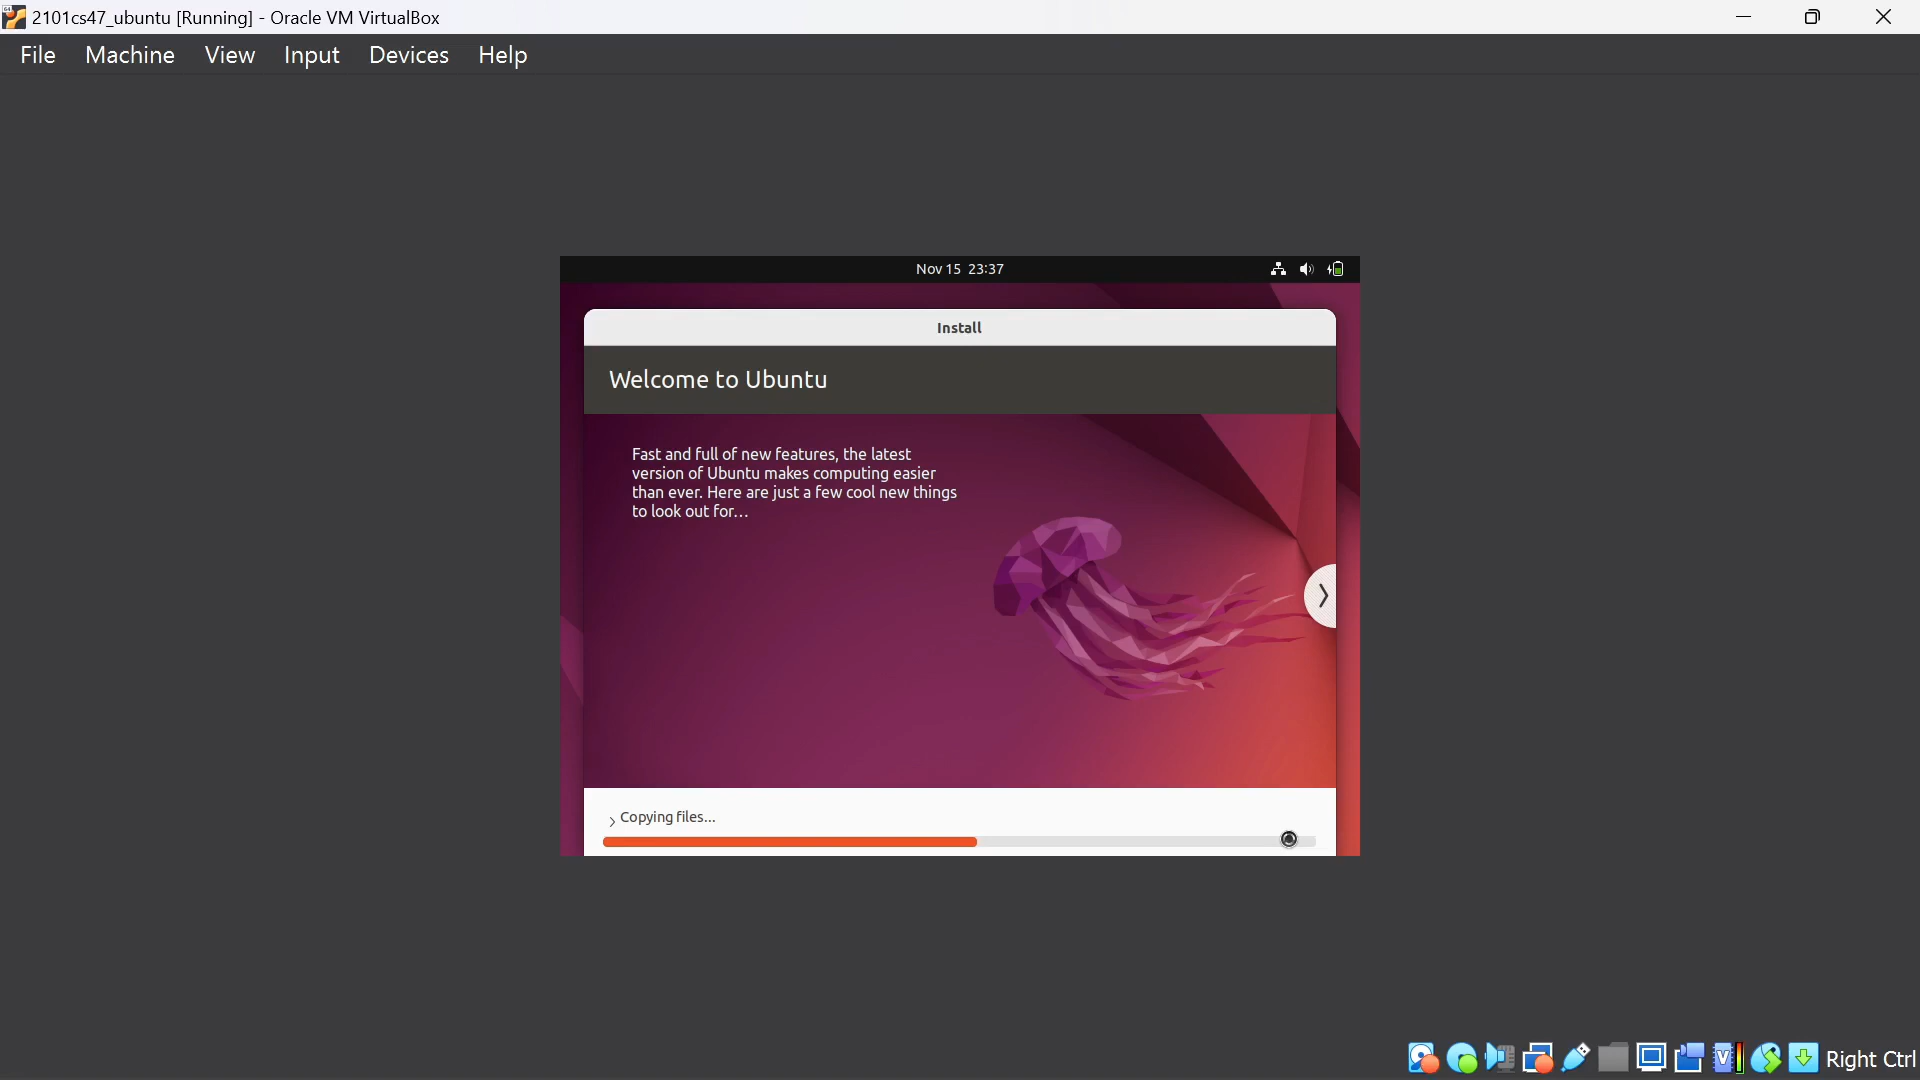 2101cs47_ubuntu [Running] - Oracle VM VirtualBox
File Machine View Input Devices Help
Nov 15 23:37
Install
Welcome to Ubuntu
Fast and full of new features, the latest
version of Ubuntu makes computing easier
than ever. Here are just a few cool new things
to look out for...
Copying files...
Right Ctrl